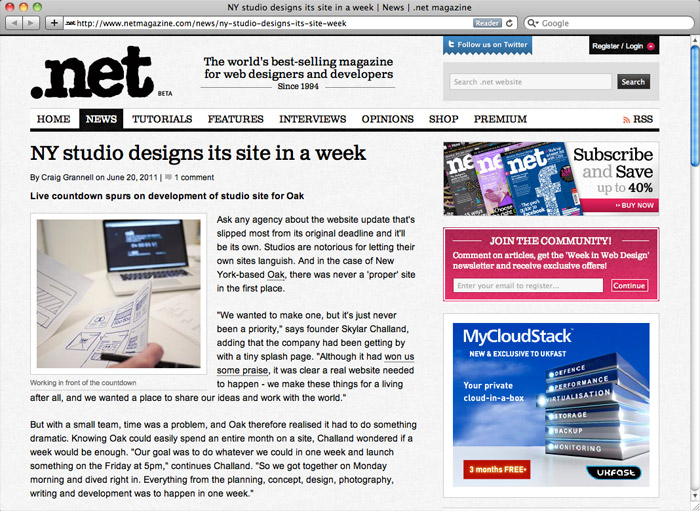 NY studio designs its site in a week | News | .net magazine
.net http://www.netmagazine.com/news/ny-studio-designs-its-site-week
Reader
Google
.net
BETA
The world's best-selling magazine
for web designers and developers
Since 1994
Follow us on Twitter
Register / Login
Search .net website
Search
HOME NEWS TUTORIALS FEATURES INTERVIEWS OPINIONS SHOP PREMIUM RSS
NY studio designs its site in a week
By Craig Grannell on June 20, 2011 | 1 comment
Live countdown spurs on development of studio site for Oak
Ask any agency about the website update that's
slipped most from its original deadline and it'll
be its own. Studios are notorious for letting their
own sites languish. And in the case of New
York-based Oak, there was never a 'proper' site
in the first place.
"We wanted to make one, but it's just never
been a priority," says founder Skylar Challand,
adding that the company had been getting by
with a tiny splash page. "Although it had won us
some praise, it was clear a real website needed
Working in front of the countdown
to happen - we make these things for a living
after all, and we wanted a place to share our ideas and work with the world."
But with a small team, time was a problem, and Oak therefore realised it had to do something
dramatic. Knowing Oak could easily spend an entire month on a site, Challand wondered if a
week would be enough. "Our goal was to do whatever we could in one week and launch
something on the Friday at 5pm," continues Challand. "So we got together on Monday
morning and dived right in. Everything from the planning, concept, design, photography,
writing and development was to happen in one week."
net
net
net
Subscribe
and Save
up to 40%
BUY NOW
JOIN THE COMMUNITY!
Comment on articles, get the 'Week in Web Design'
newsletter and receive exclusive offers!
Enter your email to register...
Continue
MyCloudStack
NEW & EXCLUSIVE TO UKFAST
Your private
cloud-in-a-box
DEFENCE
PERFORMANCE
VIRTUALISATION
STORAGE
BACKUP
MONITORING
3 months FREE*
UKFAST